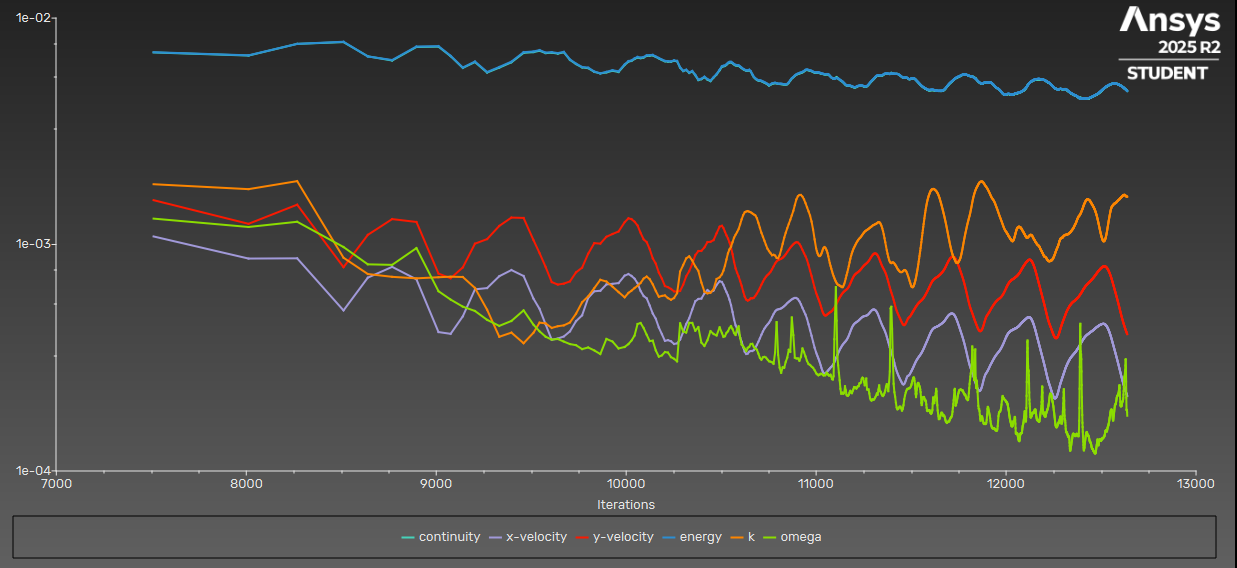 Ansys
2025 R2
STUDENT
1e-02
1e-03
1e-04
7000 8000 9000 10000 11000 12000 13000
Iterations
continuity x-velocity y-velocity energy k omega